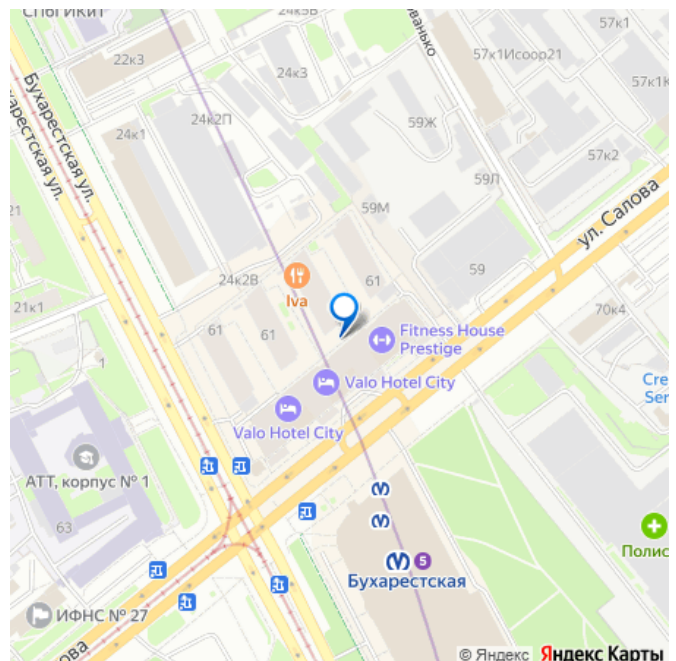 СПбГИКиТ
24к5В
57к1
22к3
57к1Исоор21
24к3
57к1К
Бухарестская ул.
24к2П
59Ж
24к1
57к2
59Л
21
59М
ул. Салова
24к2В
61
59
Iva
21к1
70к4
61
61
Fitness House
Prestige
1
Valo Hotel City
Cre
Ser
Valo Hotel City
АТТ, корпус № 1
63
5
Полис
Бухарестская
ИФНС № 27
ова
© Яндекс Яндекс Карты